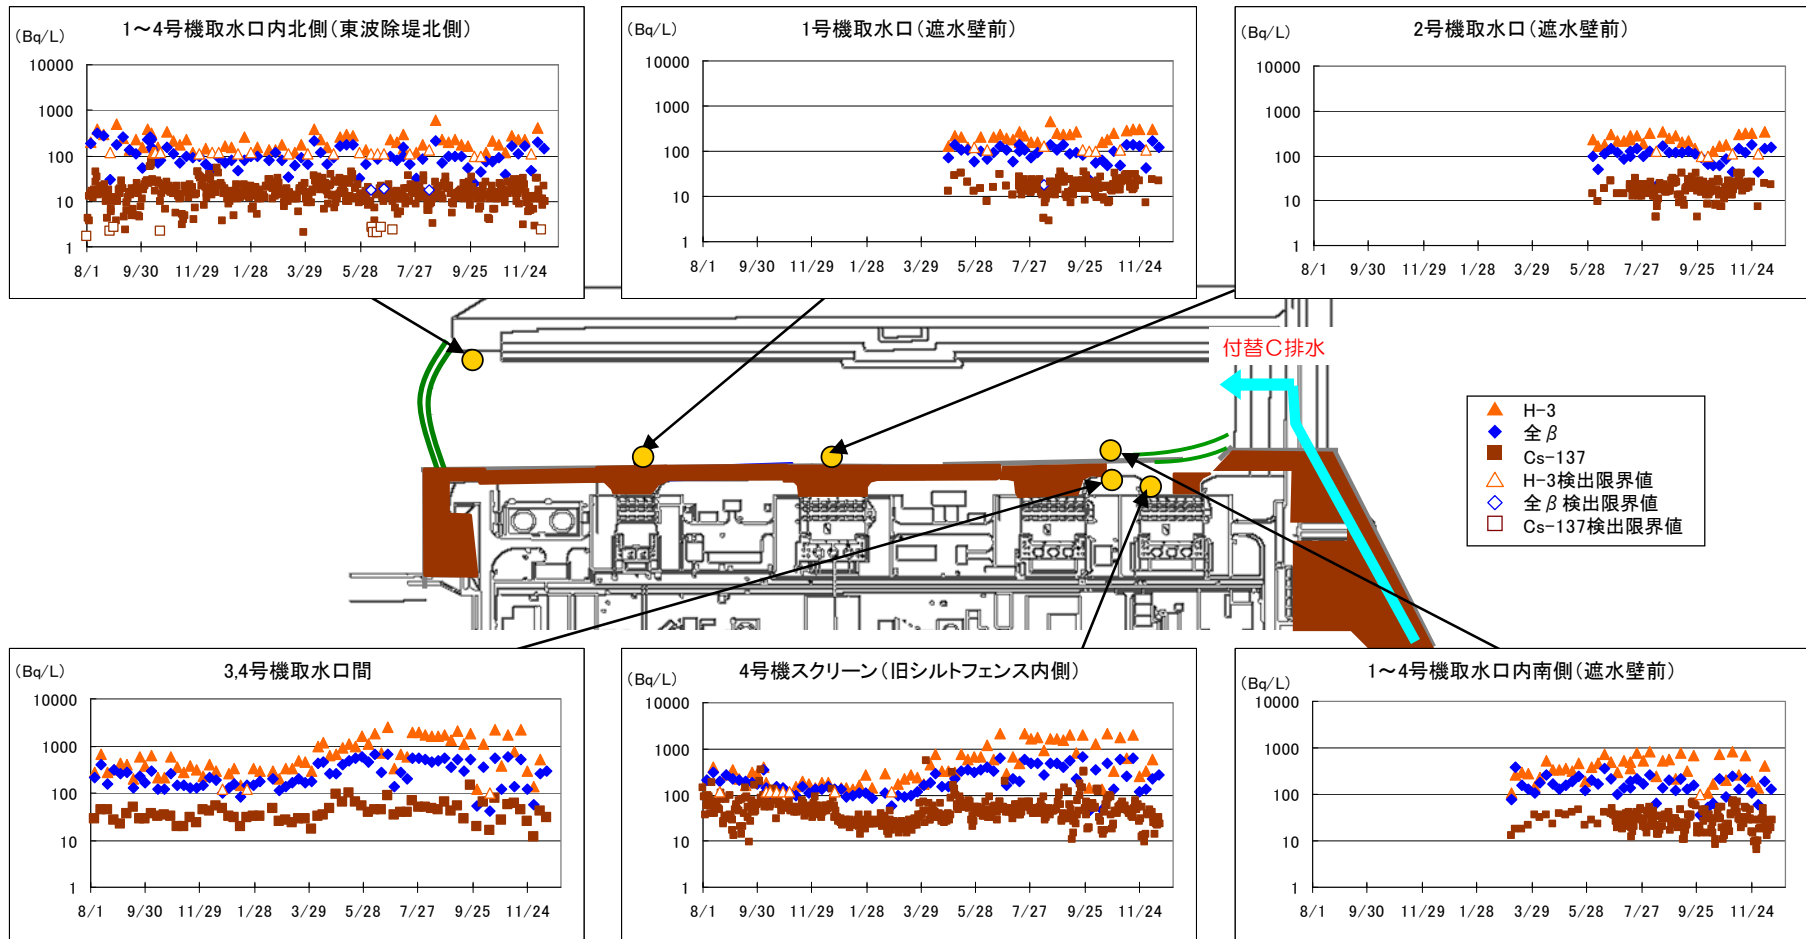 1～4号機取水口内北側（東波除堤北側）
(Bq/L)
10000
1000
100
10
1
8/1 9/30 11/29 1/28 3/29 5/28 7/27 9/25 11/24
1号機取水口（遮水壁前）
(Bq/L)
10000
1000
100
10
1
8/1 9/30 11/29 1/28 3/29 5/28 7/27 9/25 11/24
2号機取水口（遮水壁前）
(Bq/L)
10000
1000
100
10
1
8/1 9/30 11/29 1/28 3/29 5/28 7/27 9/25 11/24
付替C排水
H-3
全β
Cs-137
H-3検出限界値
全β検出限界値
Cs-137検出限界値
3,4号機取水口間
(Bq/L)
10000
1000
100
10
1
8/1 9/30 11/29 1/28 3/29 5/28 7/27 9/25 11/24
4号機スクリーン（旧シルトフェンス内側）
(Bq/L)
10000
1000
100
10
1
8/1 9/30 11/29 1/28 3/29 5/28 7/27 9/25 11/24
1～4号機取水口内南側（遮水壁前）
(Bq/L)
10000
1000
100
10
1
8/1 9/30 11/29 1/28 3/29 5/28 7/27 9/25 11/24